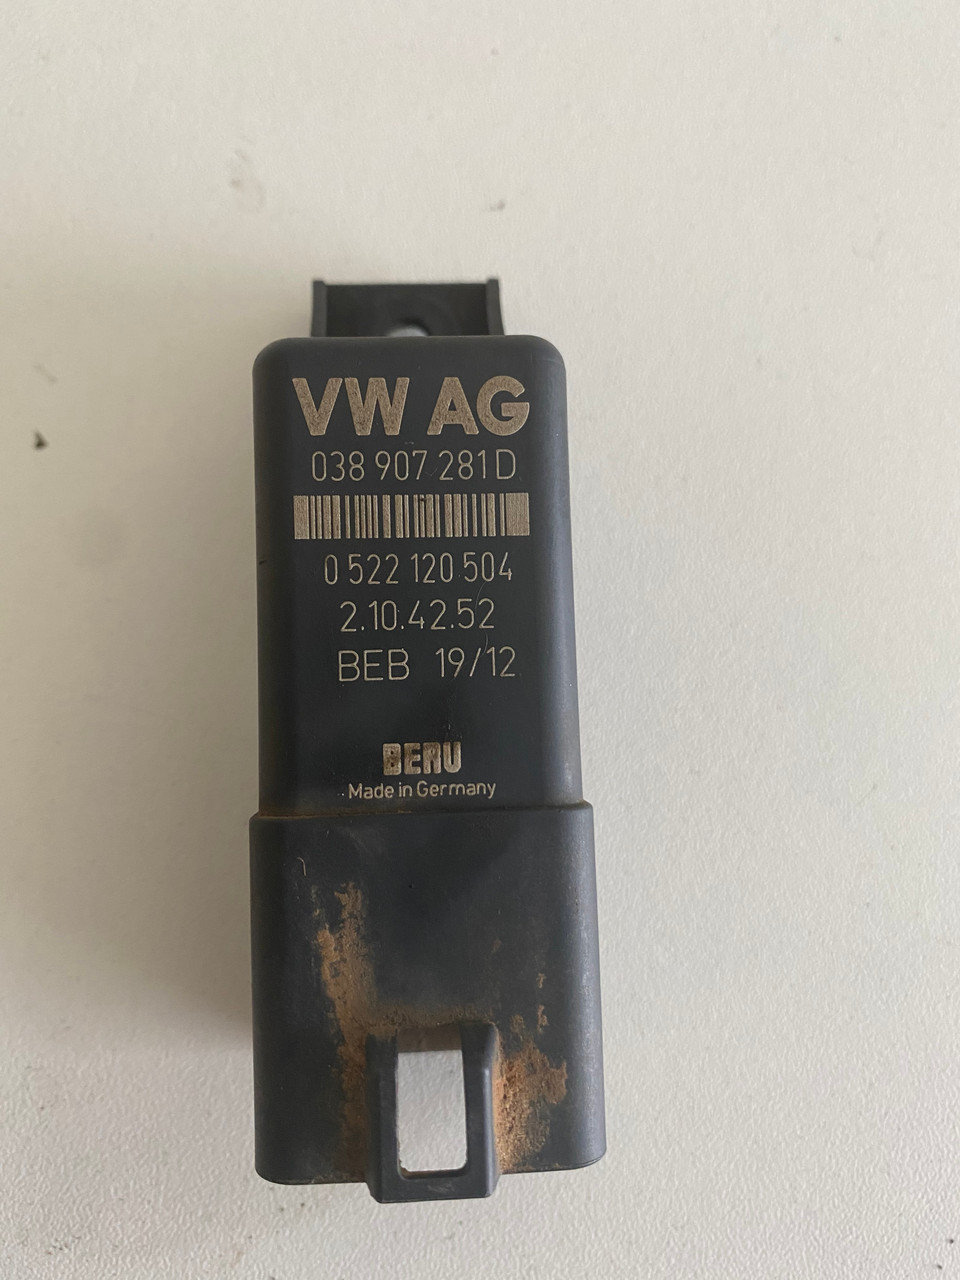 VW AG
038 907 281D
0 522 120 504
2.10.42.52
BEB 19/12
BERU
Made in Germany